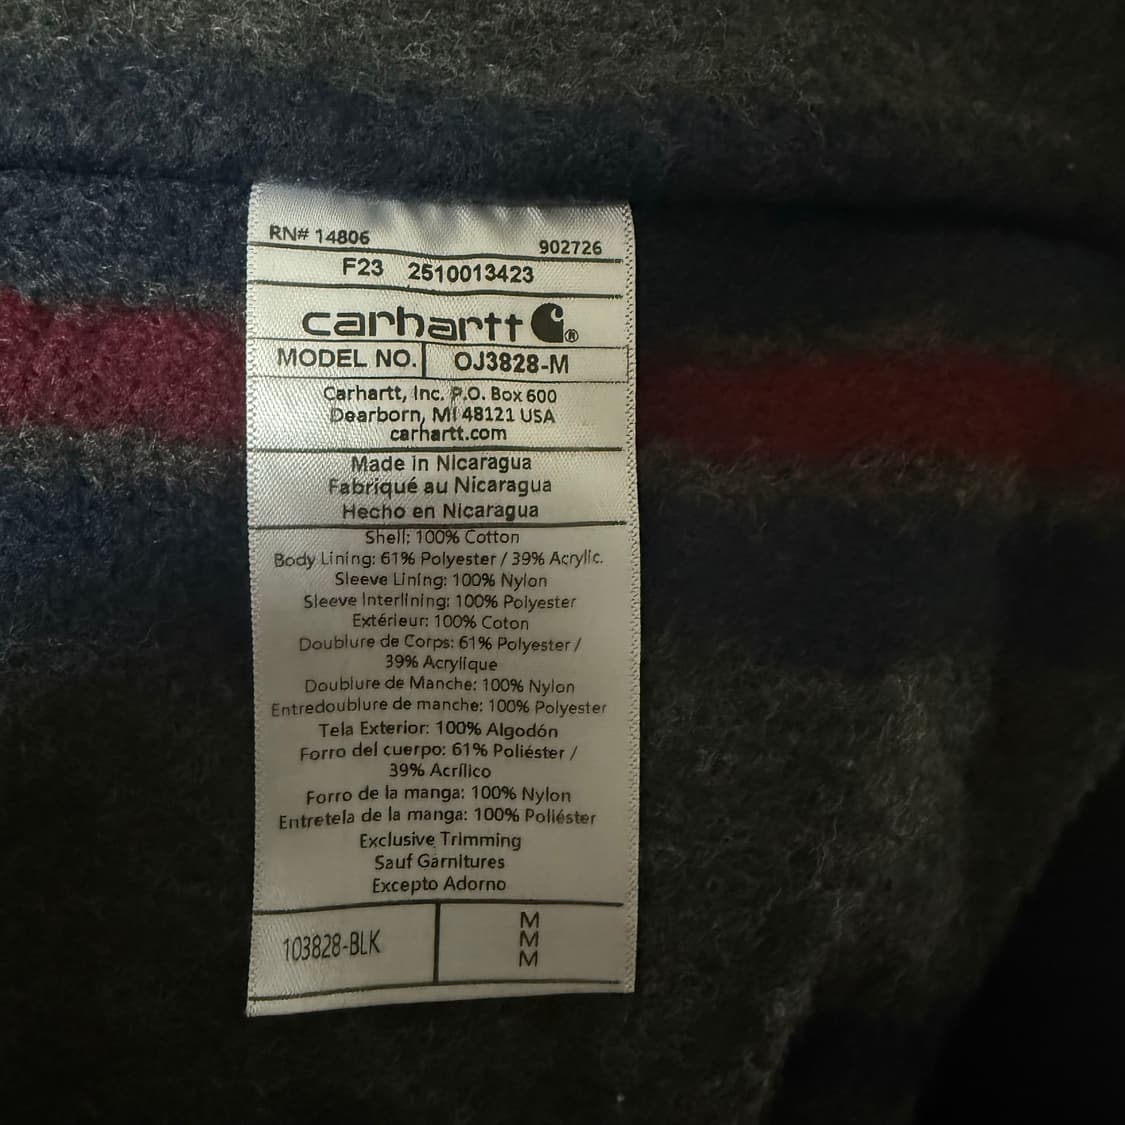 RN# 14806 902726
F23 2510013423
carhartt ®
MODEL NO. OJ3828-M
Carhartt, Inc. P.O. Box 600
Dearborn, MI 48121 USA
carhartt.com
Made in Nicaragua
Fabriqué au Nicaragua
Hecho en Nicaragua
Shell: 100% Cotton
Body Lining: 61% Polyester / 39% Acrylic.
Sleeve Lining: 100% Nylon
Sleeve Interlining: 100% Polyester
Extérieur: 100% Coton
Doublure de Corps: 61% Polyester /
39% Acrylique
Doublure de Manche: 100% Nylon
Entredoublure de manche: 100% Polyester
Tela Exterior: 100% Algodón
Forro del cuerpo: 61% Poliéster /
39% Acrílico
Forro de la manga: 100% Nylon
Entretela de la manga: 100% Poliéster
Exclusive Trimming
Sauf Garnitures
Excepto Adorno
103828-BLK
M
M
M